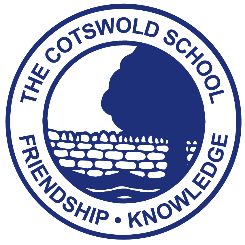 THE COTSWOLD SCHOOL
FRIENDSHIP • KNOWLEDGE